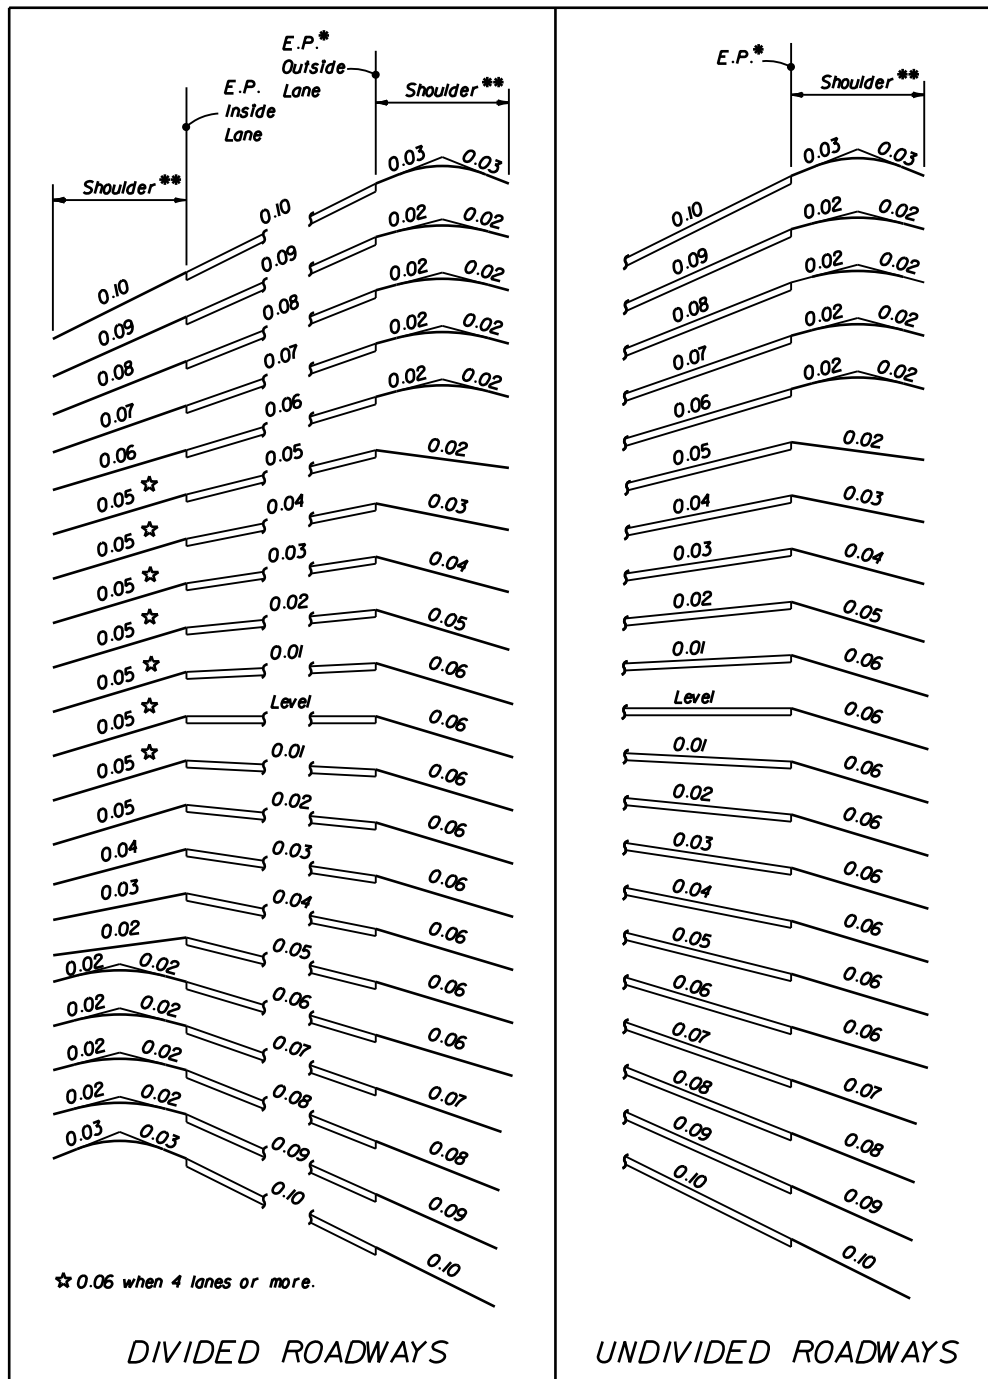 E.P.*
Outside
Lane
E.P.
Inside
Lane
Shoulder **
Shoulder **
0.03 0.03
0.10
0.10
0.02 0.02
0.09
0.09
0.02 0.02
0.08
0.08
0.02 0.02
0.07
0.07
0.02 0.02
0.06
0.06
0.05 ☆ 0.05 0.02
0.05 ☆ 0.04 0.03
0.05 ☆ 0.03 0.04
0.05 ☆ 0.02 0.05
0.05 ☆ 0.01 0.06
0.05 ☆ Level 0.06
0.05 ☆ 0.01 0.06
0.05 0.02 0.06
0.04 0.03 0.06
0.03 0.04 0.06
0.02 0.05 0.06
0.02 0.02 0.06 0.06
0.02 0.02 0.07 0.07
0.02 0.02 0.08 0.08
0.02 0.02 0.09 0.09
0.03 0.03 0.10 0.10
☆ 0.06 when 4 lanes or more.
DIVIDED ROADWAYS
E.P.*
Shoulder **
0.10 0.03 0.03
0.09 0.02 0.02
0.08 0.02 0.02
0.07 0.02 0.02
0.06 0.02 0.02
0.05 0.02
0.04 0.03
0.03 0.04
0.02 0.05
0.01 0.06
Level 0.06
0.01 0.06
0.02 0.06
0.03 0.06
0.04 0.06
0.05 0.06
0.06 0.06
0.07 0.07
0.08 0.08
0.09 0.09
0.10 0.10
UNDIVIDED ROADWAYS